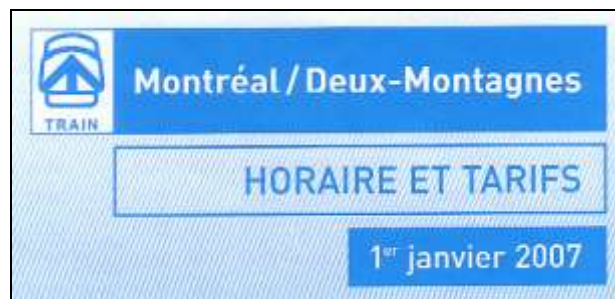 Montréal / Deux-Montagnes
TRAIN
HORAIRE ET TARIFS
1er janvier 2007